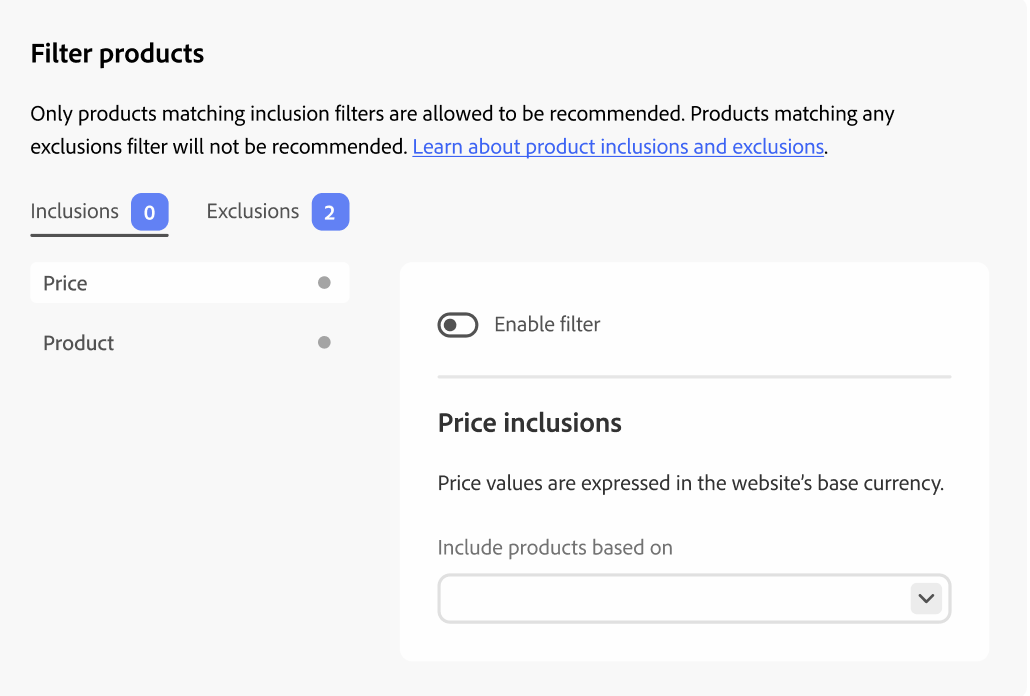 Filter products
Only products matching inclusion filters are allowed to be recommended. Products matching any
exclusions filter will not be recommended. Learn about product inclusions and exclusions.
Inclusions 0 Exclusions 2
Price
Product
Enable filter
Price inclusions
Price values are expressed in the website’s base currency.
Include products based on